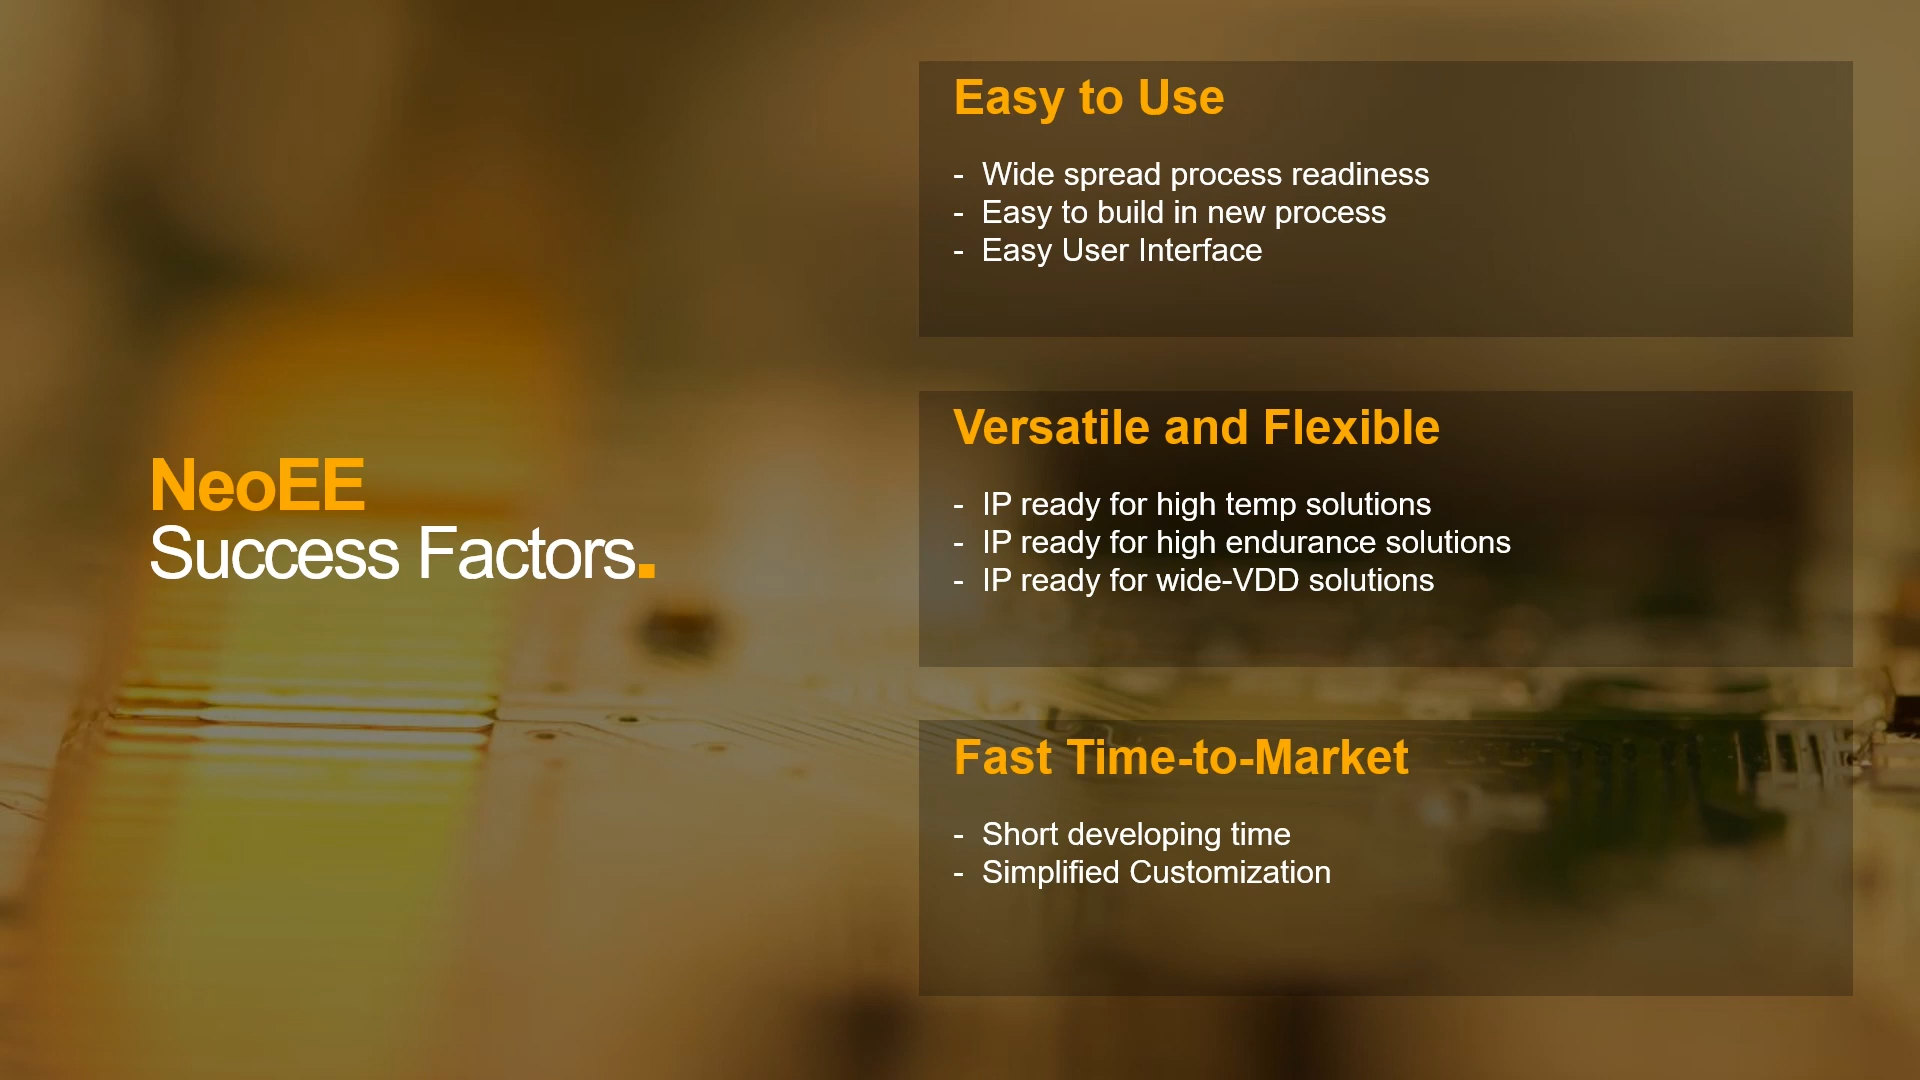 NeoEE
Success Factors.
Easy to Use
- Wide spread process readiness
- Easy to build in new process
- Easy User Interface
Versatile and Flexible
- IP ready for high temp solutions
- IP ready for high endurance solutions
- IP ready for wide-VDD solutions
Fast Time-to-Market
- Short developing time
- Simplified Customization